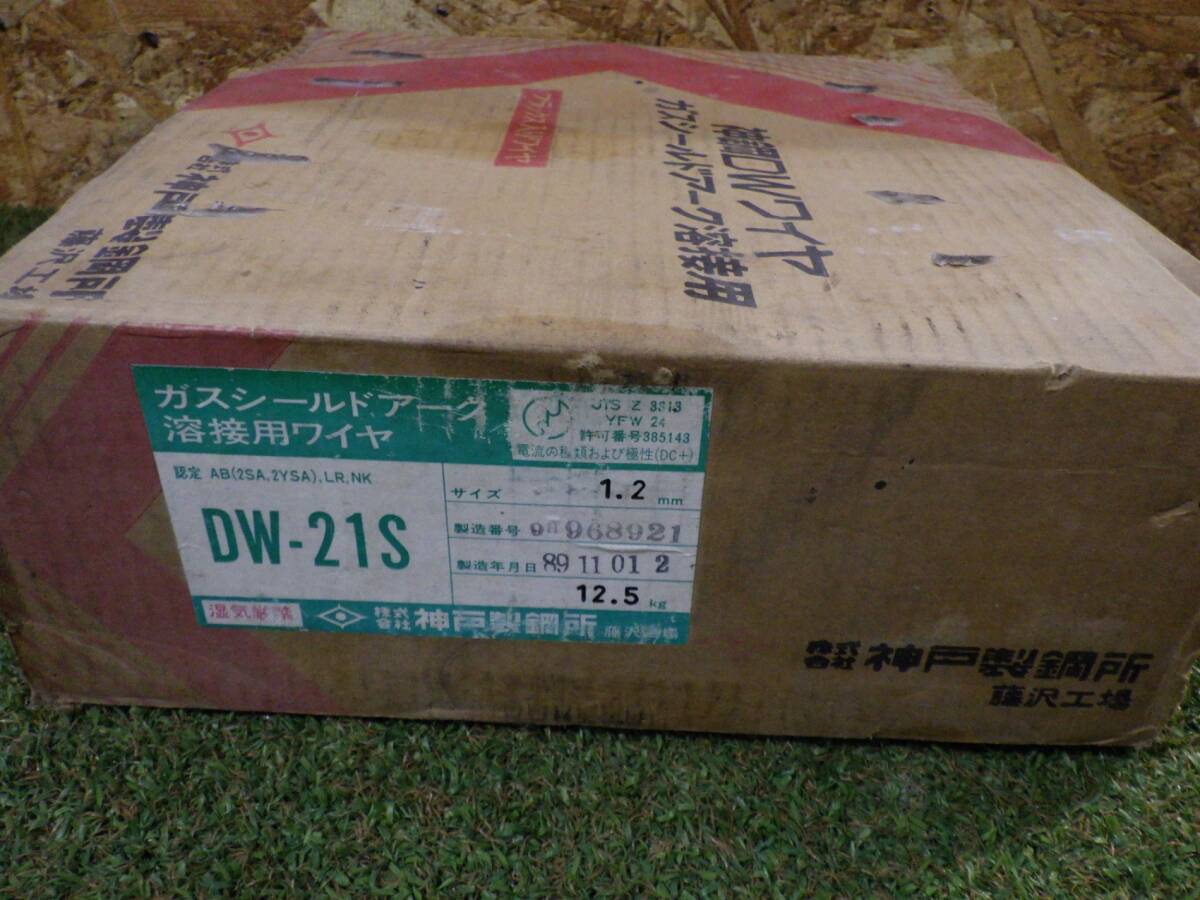 フラックス入りワイヤ
神鋼DWワイヤ
ガスシールドアーク溶接用
神戸製鋼所
藤沢工場
ガスシールドアーク
溶接用ワイヤ
JIS Z 3313
YFW 24
許可番号385143
電流の種類および極性(DC+)
認定 AB(2SA,2YSA),LR,NK
DW-21S
サイズ 1.2 mm
製造番号 968921
製造年月日 89 11 01 2
12.5 kg
湿気厳禁
株式会社 神戸製鋼所 藤沢工場
株式会社 神戸製鋼所
藤沢工場